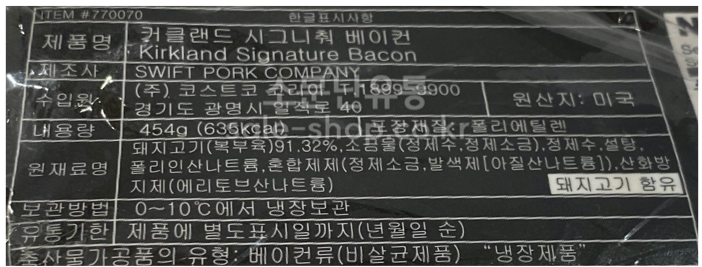 ITEM #770070 한글표시사항
제품명 커클랜드 시그니춰 베이컨
Kirkland Signature Bacon
제조사 SWIFT PORK COMPANY
수입원 (주) 코스트코 코리아 T.1899-9900
경기도 광명시 일직로 40
원산지: 미국
내용량 454g (635kcal) 포장재질:폴리에틸렌
원재료명 돼지고기(복부육)91.32%,소금물(정제수,정제소금),정제수,설탕,
폴리인산나트륨,혼합제제(정제소금,발색제[아질산나트륨]),산화방
지제(에리토브산나트륨)
돼지고기 함유
보관방법 0~10℃에서 냉장보관
유통기한 제품에 별도표시일까지(년월일 순)
축산물가공품의 유형: 베이컨류(비살균제품) “냉장제품”